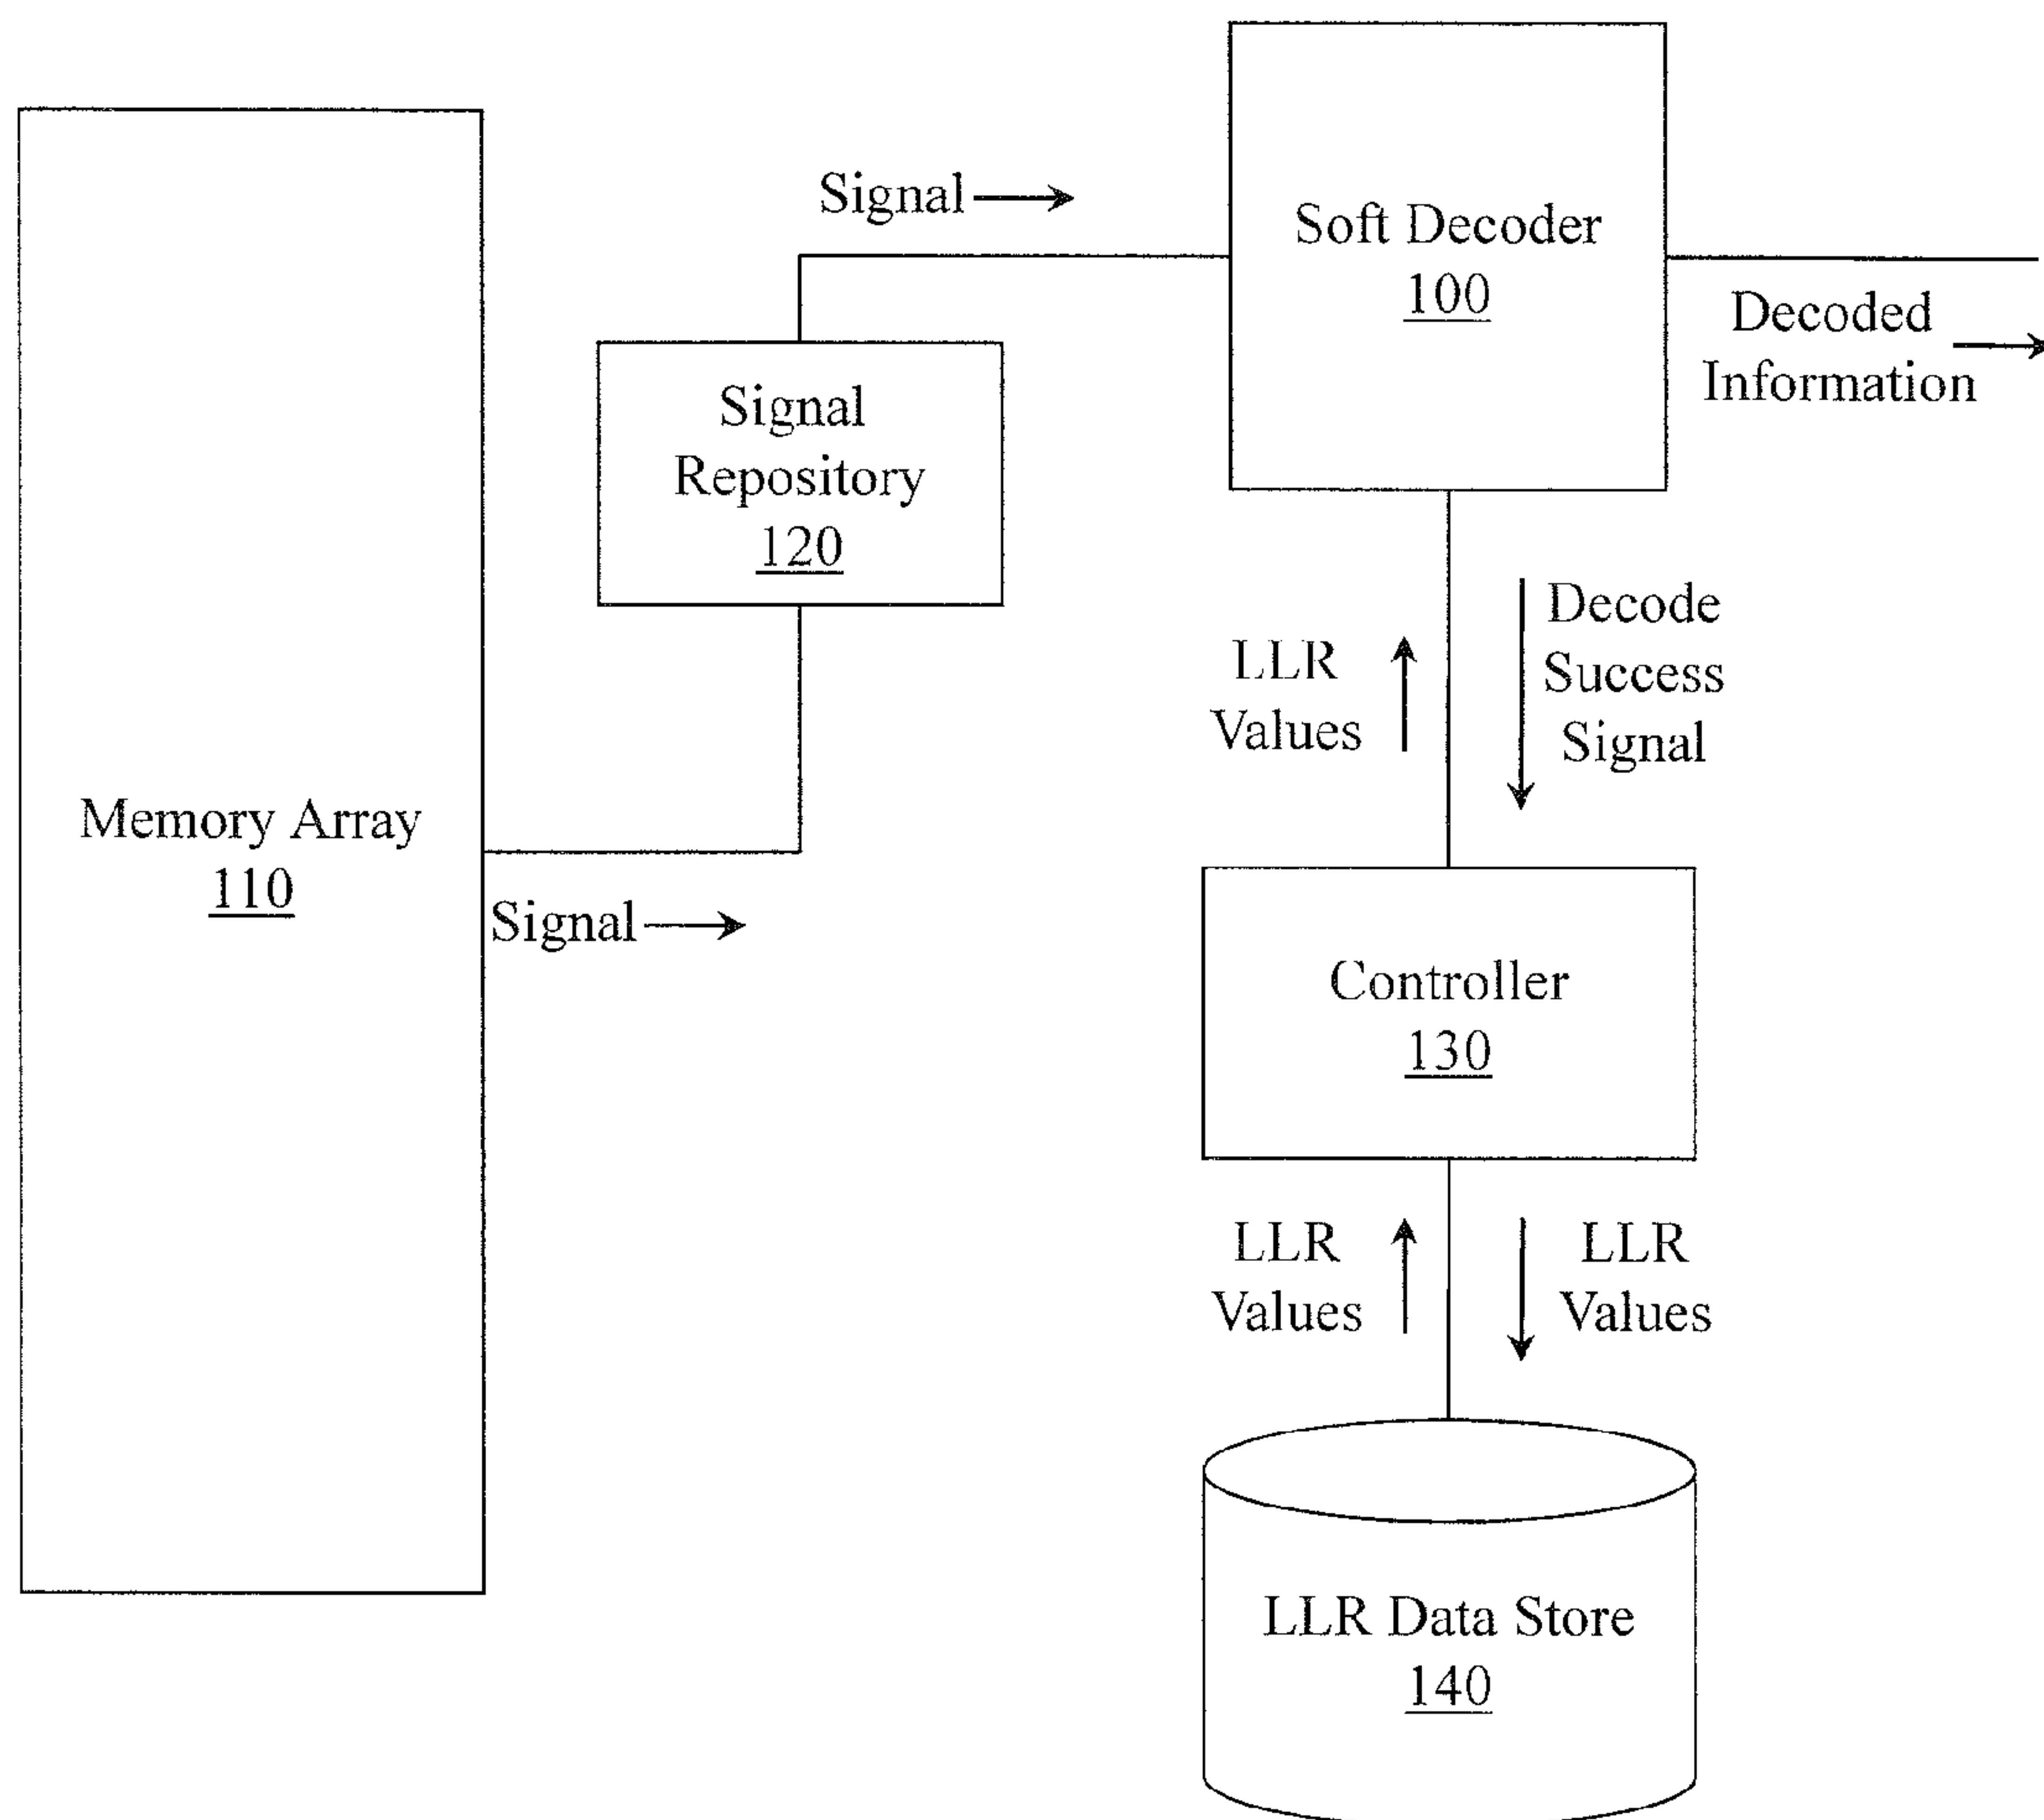 Signal
Soft Decoder
100
Decoded
Information
Signal
Repository
120
Memory Array
110
Signal
LLR
Values
Decode
Success
Signal
Controller
130
LLR
Values
LLR
Values
LLR Data Store
140